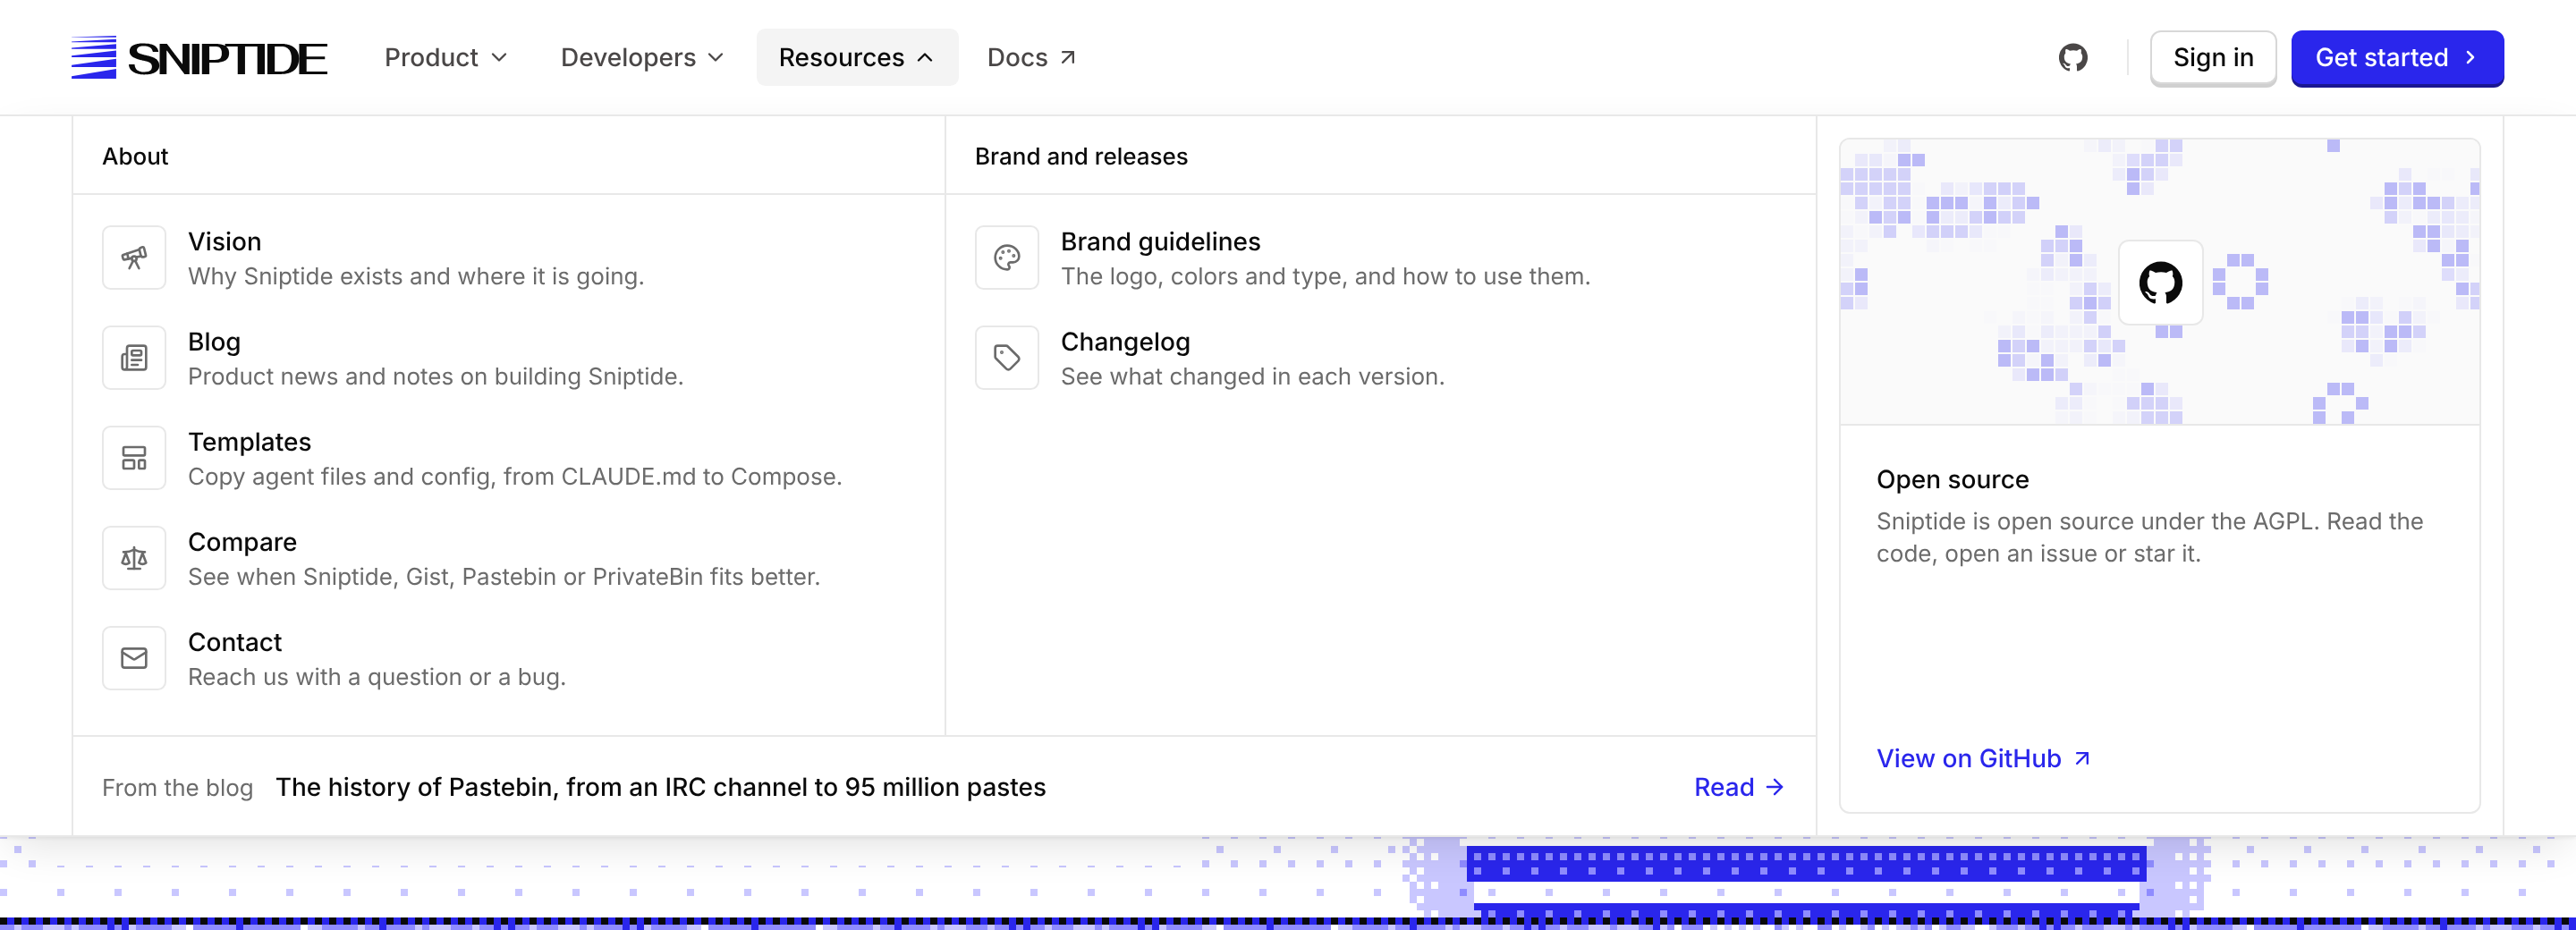 SNIPTIDE
Product
Developers
Resources
Docs
Sign in
Get started
About
Vision
Why Sniptide exists and where it is going.
Blog
Product news and notes on building Sniptide.
Templates
Copy agent files and config, from CLAUDE.md to Compose.
Compare
See when Sniptide, Gist, Pastebin or PrivateBin fits better.
Contact
Reach us with a question or a bug.
Brand and releases
Brand guidelines
The logo, colors and type, and how to use them.
Changelog
See what changed in each version.
Open source
Sniptide is open source under the AGPL. Read the
code, open an issue or star it.
View on GitHub
From the blog
The history of Pastebin, from an IRC channel to 95 million pastes
Read